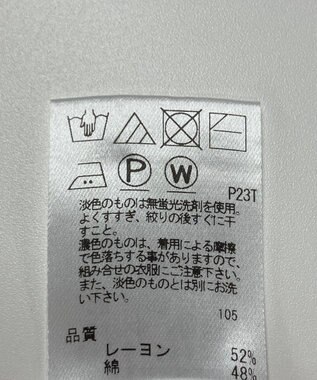 P W P23T
淡色のものは無蛍光洗剤を使用。
よくすすぎ、絞りの後すぐに干
すこと。
濃色のものは、着用による摩擦
で色落ちする事がありますので、
組み合せの衣服にご注意下さい。
また、淡色のものとは別にお洗
い下さい。
105
品質
レーヨン 52%
綿 48%